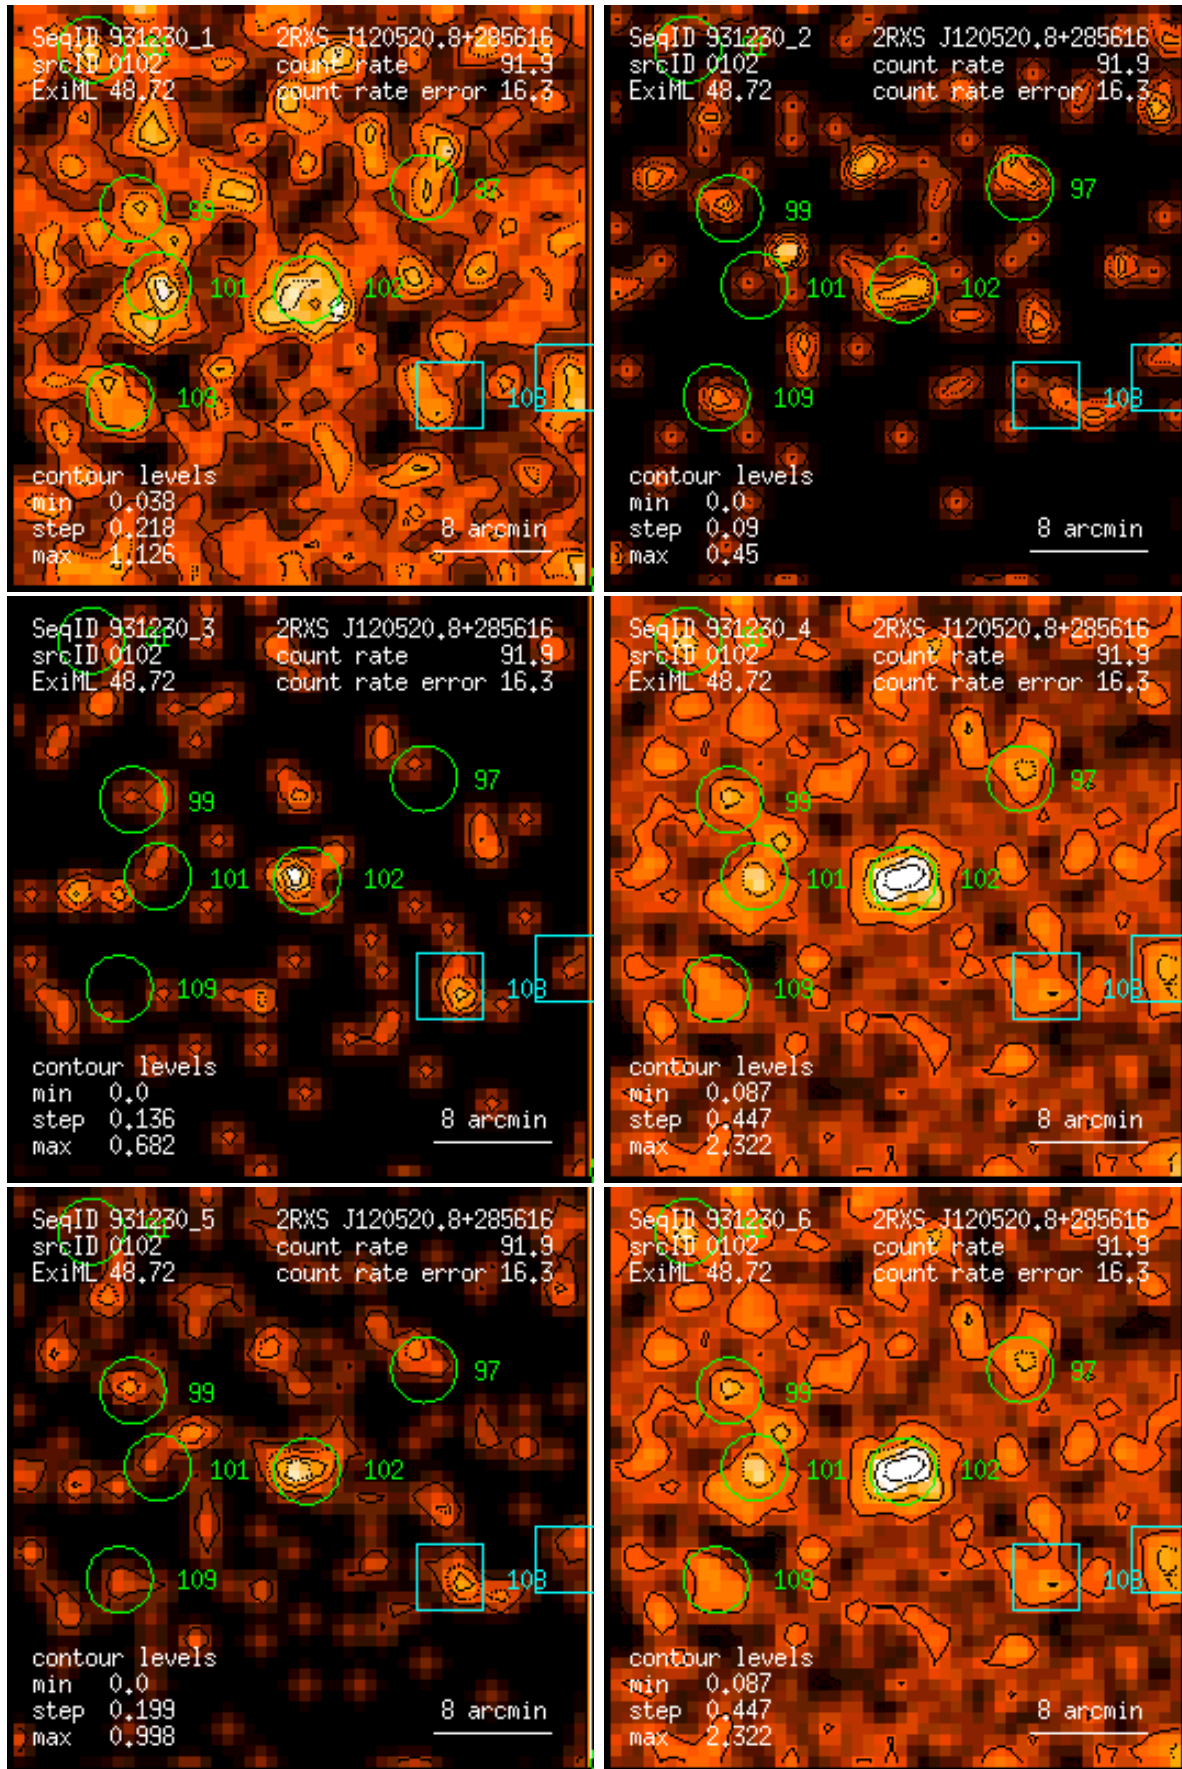 SeqID 931230_1 2RXS J120520.8+285616
srcID 0102 count rate 91.9
ExiML 48.72 count rate error 16.3
97
99
101 102
109 108
contour levels
min 0.038
step 0.218 8 arcmin
max 1.126
SeqID 931230_2 2RXS J120520.8+285616
srcID 0102 count rate 91.9
ExiML 48.72 count rate error 16.3
97
99
101 102
109 108
contour levels
min 0.0
step 0.09 8 arcmin
max 0.45
SeqID 931230_3 2RXS J120520.8+285616
srcID 0102 count rate 91.9
ExiML 48.72 count rate error 16.3
97
99
101 102
109 108
contour levels
min 0.0
step 0.136 8 arcmin
max 0.682
SeqID 931230_4 2RXS J120520.8+285616
srcID 0102 count rate 91.9
ExiML 48.72 count rate error 16.3
97
99
101 102
109 108
contour levels
min 0.087
step 0.447 8 arcmin
max 2.322
SeqID 931230_5 2RXS J120520.8+285616
srcID 0102 count rate 91.9
ExiML 48.72 count rate error 16.3
97
99
101 102
109 108
contour levels
min 0.0
step 0.199 8 arcmin
max 0.998
SeqID 931230_6 2RXS J120520.8+285616
srcID 0102 count rate 91.9
ExiML 48.72 count rate error 16.3
97
99
101 102
109 108
contour levels
min 0.087
step 0.447 8 arcmin
max 2.322